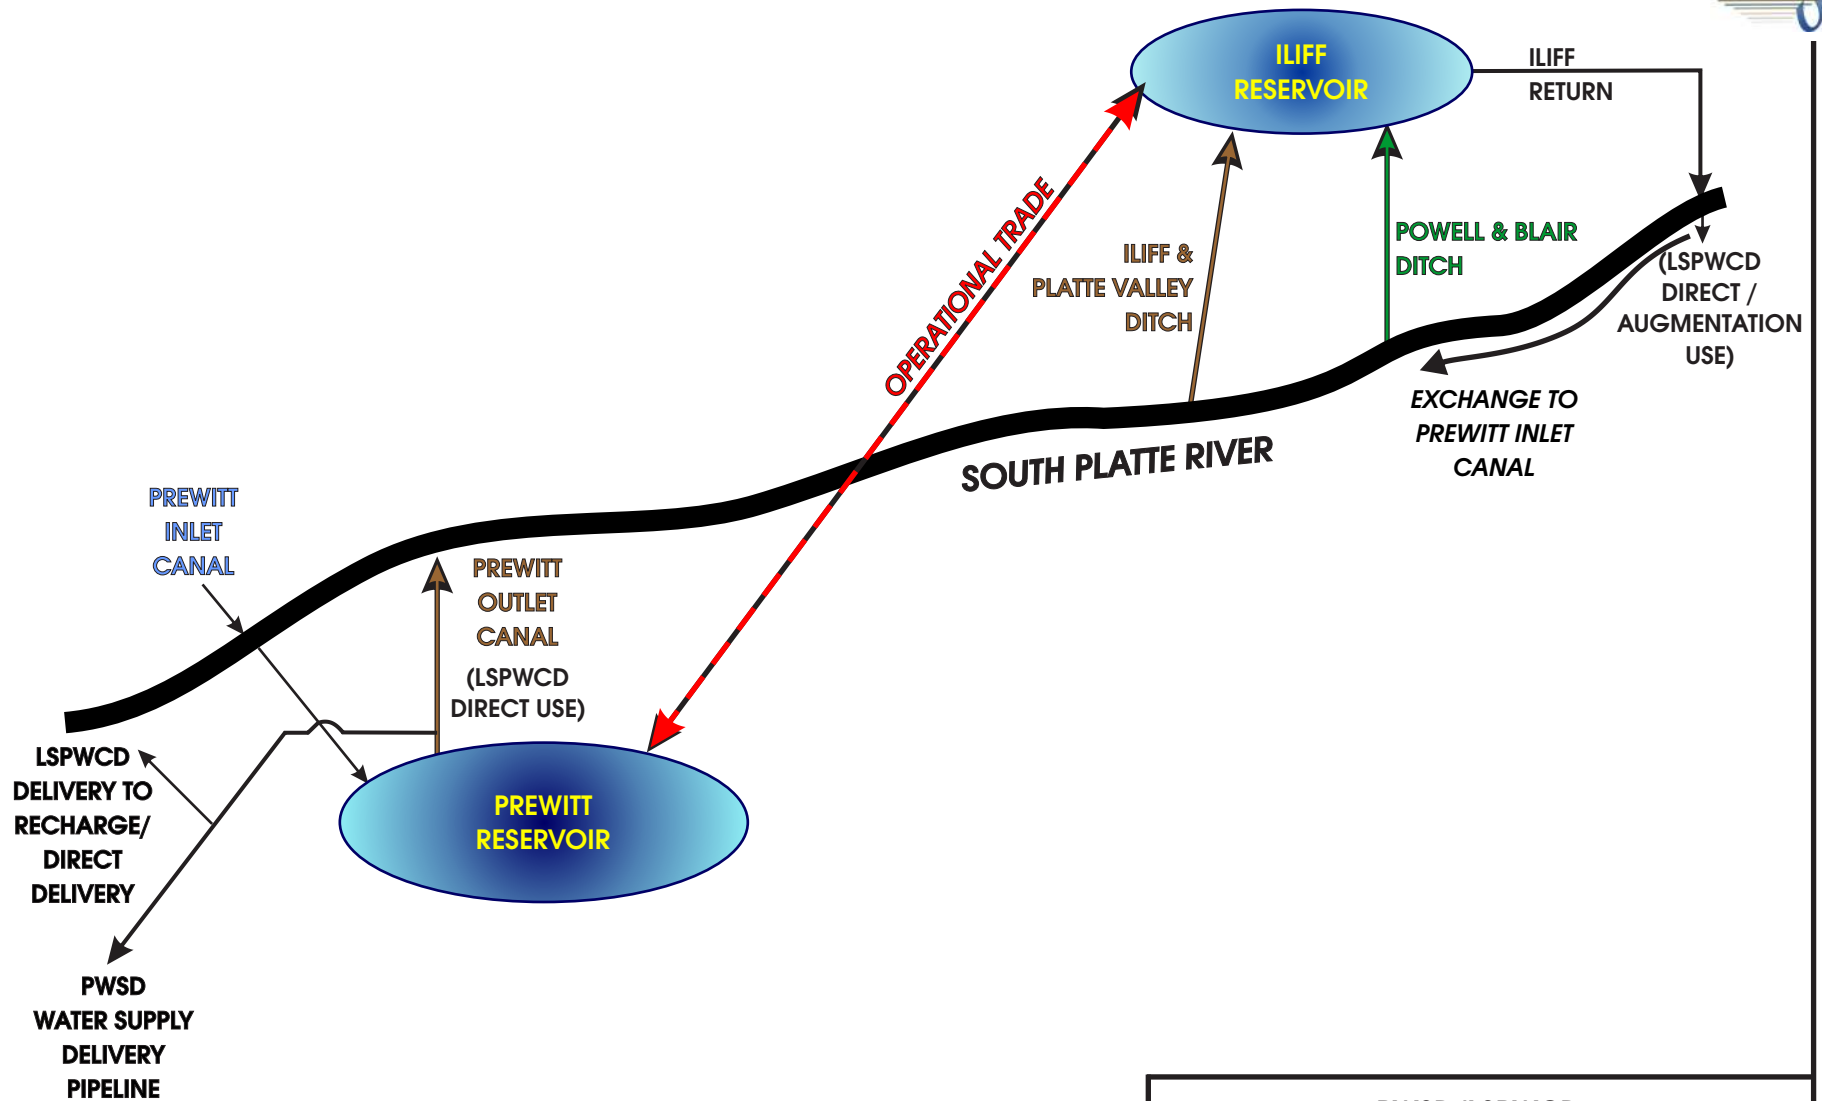 ILIFF
RESERVOIR
ILIFF
RETURN
OPERATIONAL TRADE
ILIFF &
PLATTE VALLEY
DITCH
POWELL & BLAIR
DITCH
(LSPWCD
DIRECT /
AUGMENTATION
USE)
EXCHANGE TO
PREWITT INLET
CANAL
SOUTH PLATTE RIVER
PREWITT
INLET
CANAL
PREWITT
OUTLET
CANAL
(LSPWCD
DIRECT USE)
LSPWCD
DELIVERY TO
RECHARGE/
DIRECT
DELIVERY
PREWITT
RESERVOIR
PWSD
WATER SUPPLY
DELIVERY
PIPELINE